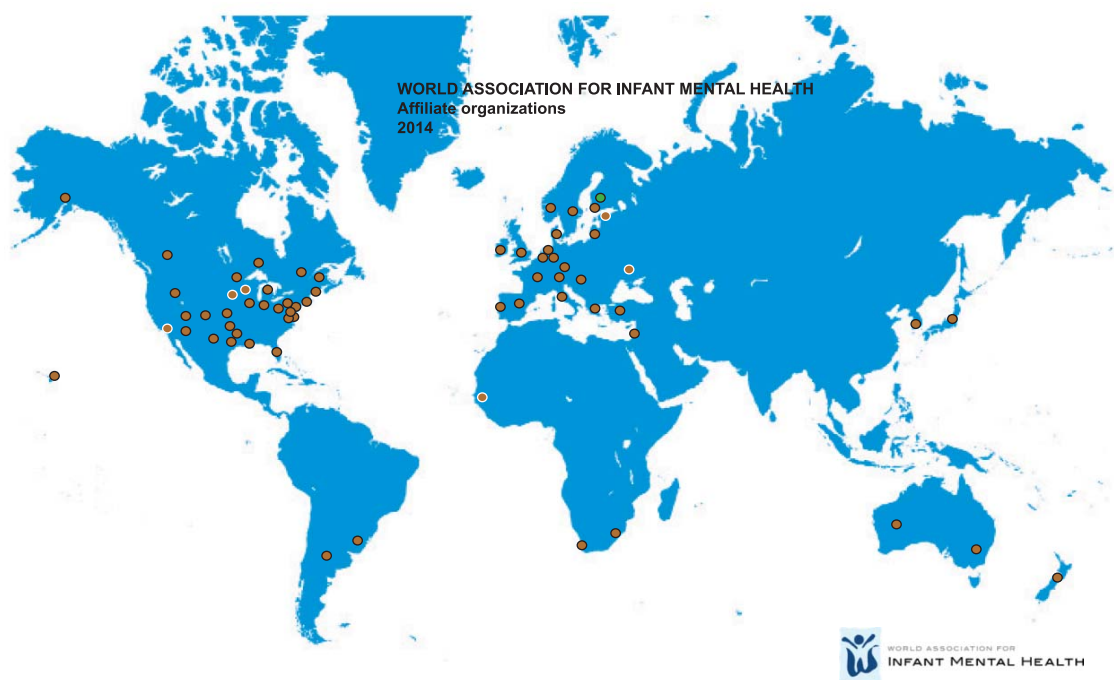 WORLD ASSOCIATION FOR INFANT MENTAL HEALTH
Affiliate organizations
2014
WORLD ASSOCIATION FOR
INFANT MENTAL HEALTH